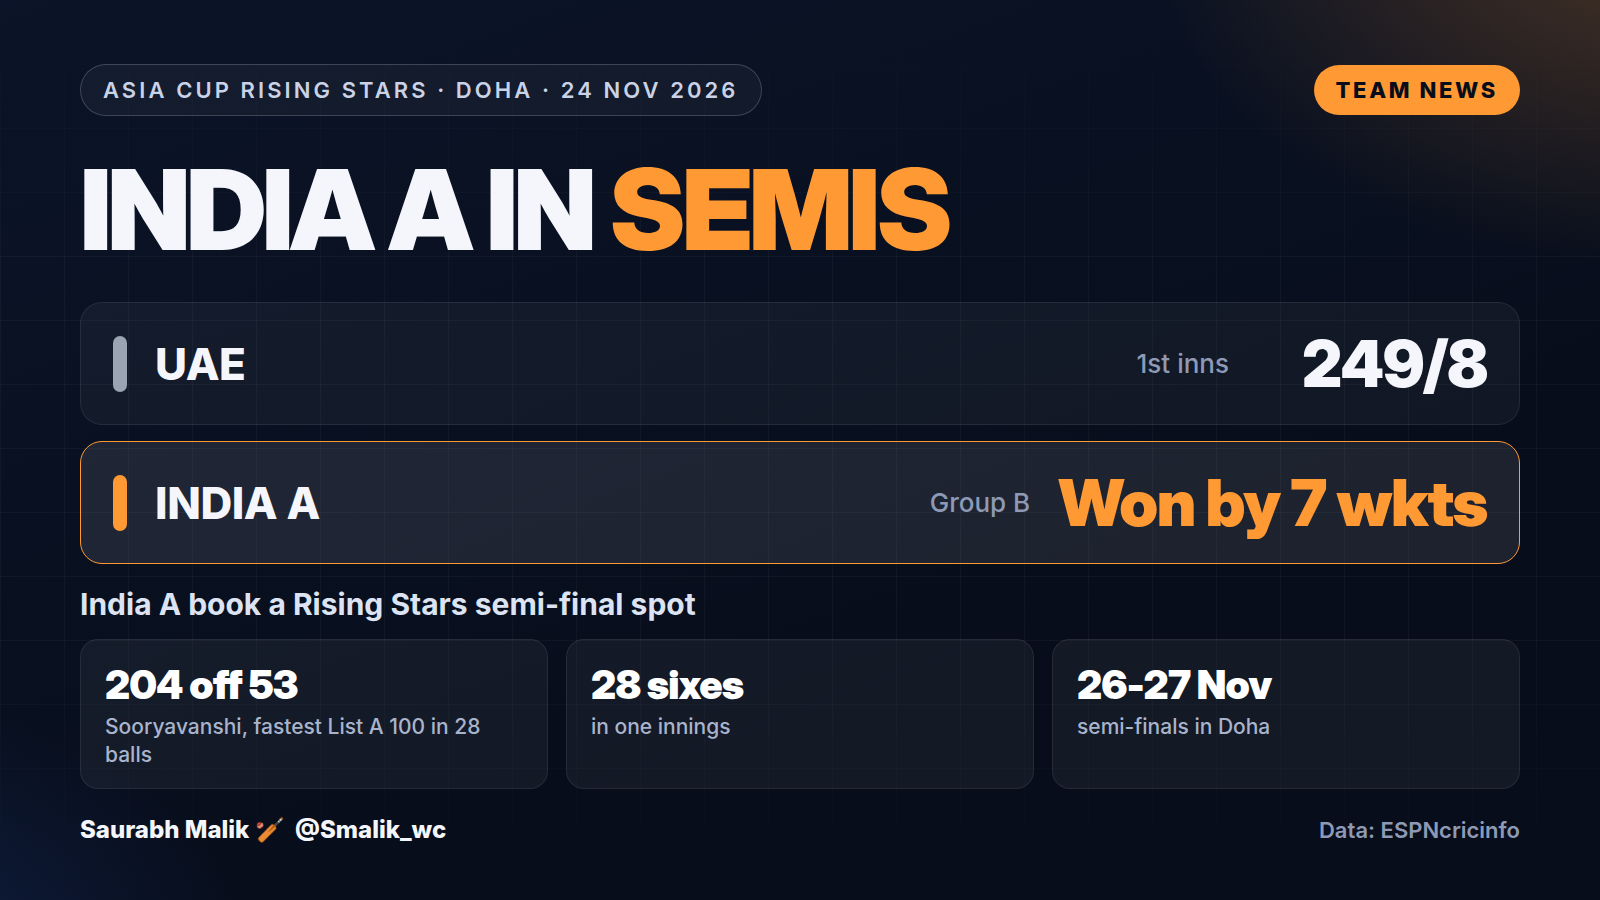 ASIA CUP RISING STARS · DOHA · 24 NOV 2026
TEAM NEWS
INDIA A IN SEMIS
UAE
1st inns
249/8
INDIA A
Group B
Won by 7 wkts
India A book a Rising Stars semi-final spot
204 off 53
Sooryavanshi, fastest List A 100 in 28
balls
28 sixes
in one innings
26-27 Nov
semi-finals in Doha
Saurabh Malik 🏏 @Smalik_wc
Data: ESPNcricinfo